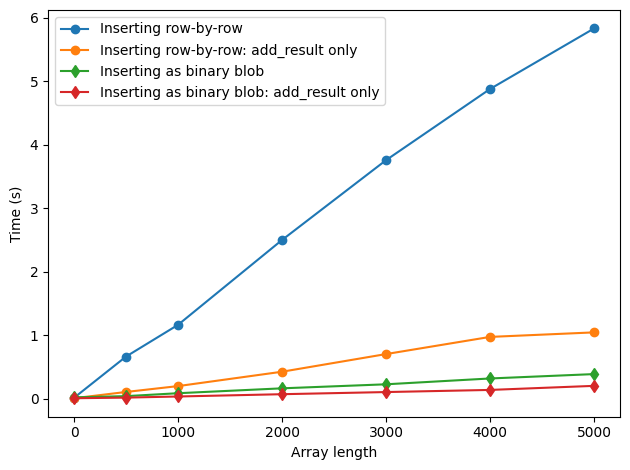 Inserting row-by-row
Inserting row-by-row: add_result only
Inserting as binary blob
Inserting as binary blob: add_result only
6
5
4
3
2
1
0
Time (s)
0 1000 2000 3000 4000 5000
Array length